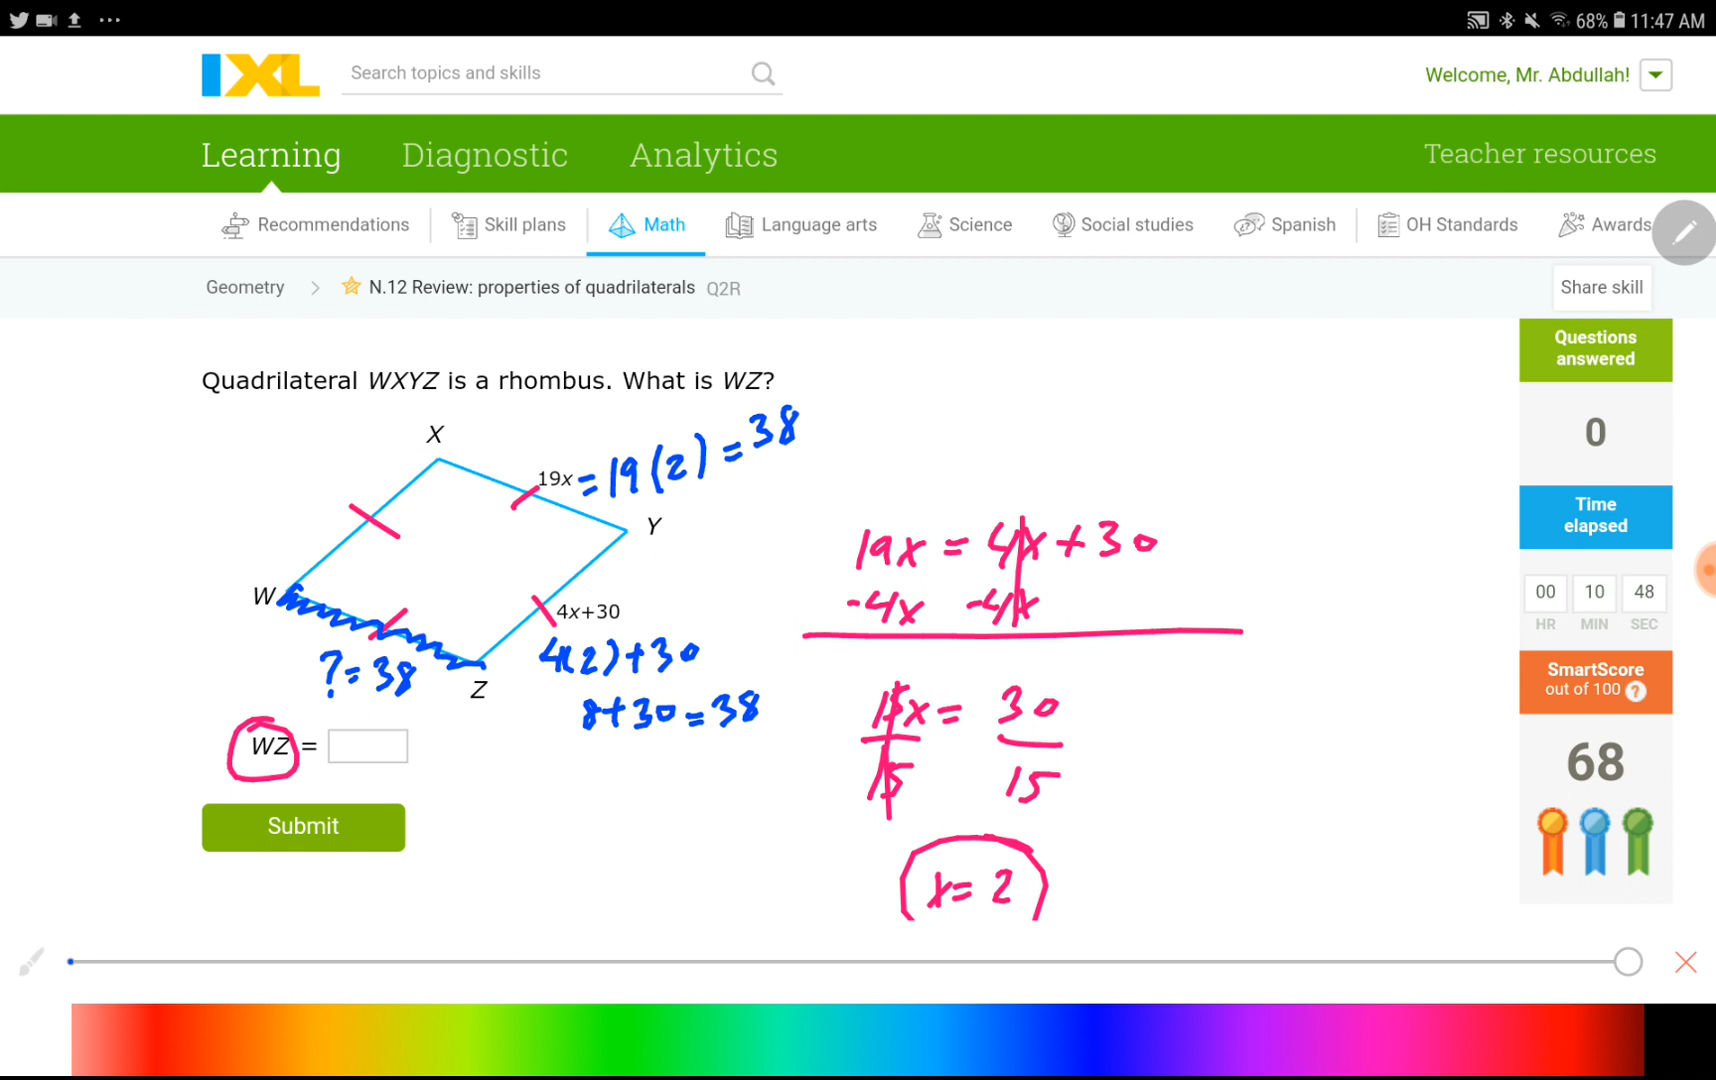 68% 11:47 AM
IXL
Search topics and skills
Welcome, Mr. Abdullah!
Learning Diagnostic Analytics Teacher resources
Recommendations Skill plans Math Language arts Science Social studies Spanish OH Standards Awards
Geometry > N.12 Review: properties of quadrilaterals Q2R
Share skill
Quadrilateral WXYZ is a rhombus. What is WZ?
X
19x = 19(2) = 38
Y
W
4x+30
4(2)+30
8+30=38
? = 38
Z
WZ =
Submit
19x = 4x+30
-4x -4x
15x = 30
15 15
x = 2
Questions
answered
0
Time
elapsed
00 10 48
HR MIN SEC
SmartScore
out of 100 ?
68